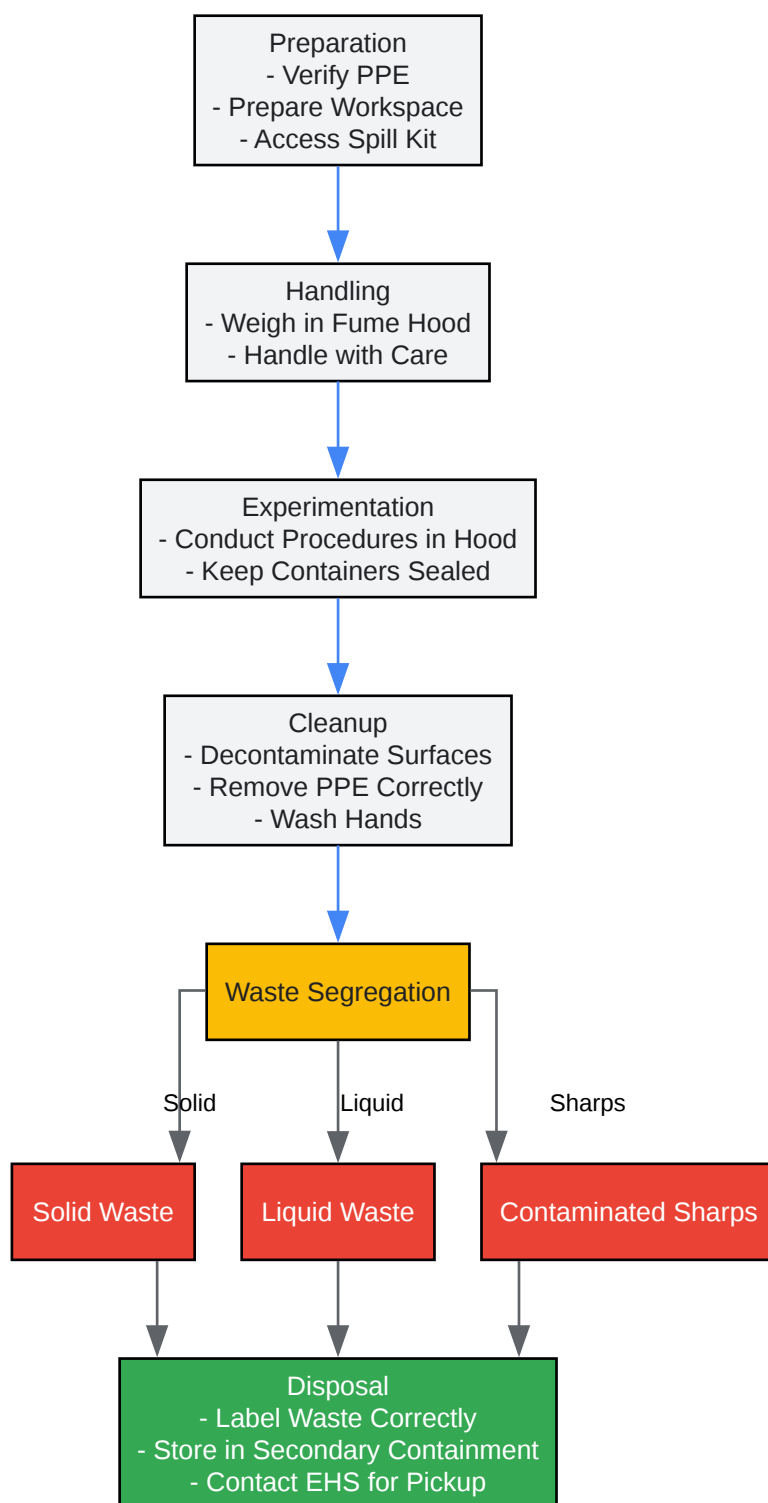 Preparation
- Verify PPE
- Prepare Workspace
- Access Spill Kit
Handling
- Weigh in Fume Hood
- Handle with Care
Experimentation
- Conduct Procedures in Hood
- Keep Containers Sealed
Cleanup
- Decontaminate Surfaces
- Remove PPE Correctly
- Wash Hands
Waste Segregation
Solid
Liquid
Sharps
Solid Waste
Liquid Waste
Contaminated Sharps
Disposal
- Label Waste Correctly
- Store in Secondary Containment
- Contact EHS for Pickup